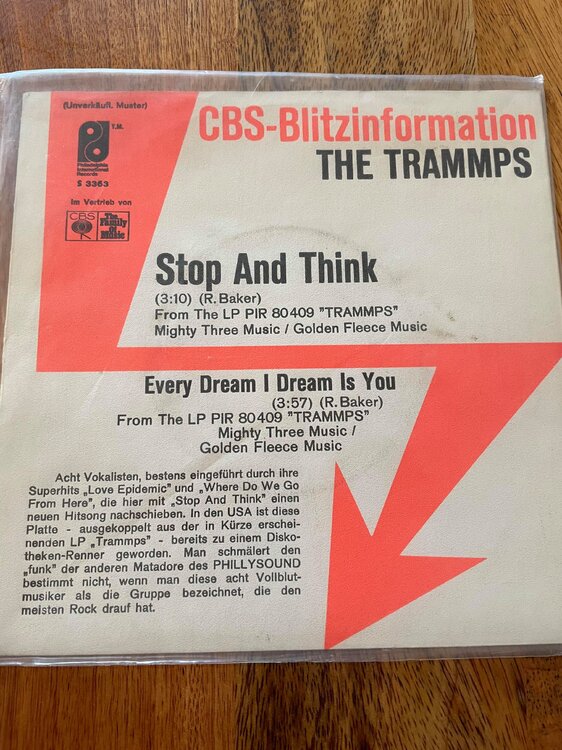 (Unverkäufl. Muster)
T.M.
Philadelphia
International
Records
S 3363
Im Vertrieb von
CBS
The
Family
of
Music
CBS-Blitzinformation
THE TRAMMPS
Stop And Think
(3:10) (R. Baker)
From The LP PIR 80409 "TRAMMPS"
Mighty Three Music / Golden Fleece Music
Every Dream I Dream Is You
(3:57) (R. Baker)
From The LP PIR 80409 "TRAMMPS"
Mighty Three Music /
Golden Fleece Music
Acht Vokalisten, bestens eingeführt durch ihre
Superhits „Love Epidemic" und „Where Do We Go
From Here", die hier mit „Stop And Think" einen
neuen Hitsong nachschieben. In den USA ist diese
Platte - ausgekoppelt aus der in Kürze erschei-
nenden LP „Trammps" - bereits zu einem Disko-
theken-Renner geworden. Man schmälert den
„funk" der anderen Matadore des PHILLYSOUND
bestimmt nicht, wenn man diese acht Vollblut-
musiker als die Gruppe bezeichnet, die den
meisten Rock drauf hat.